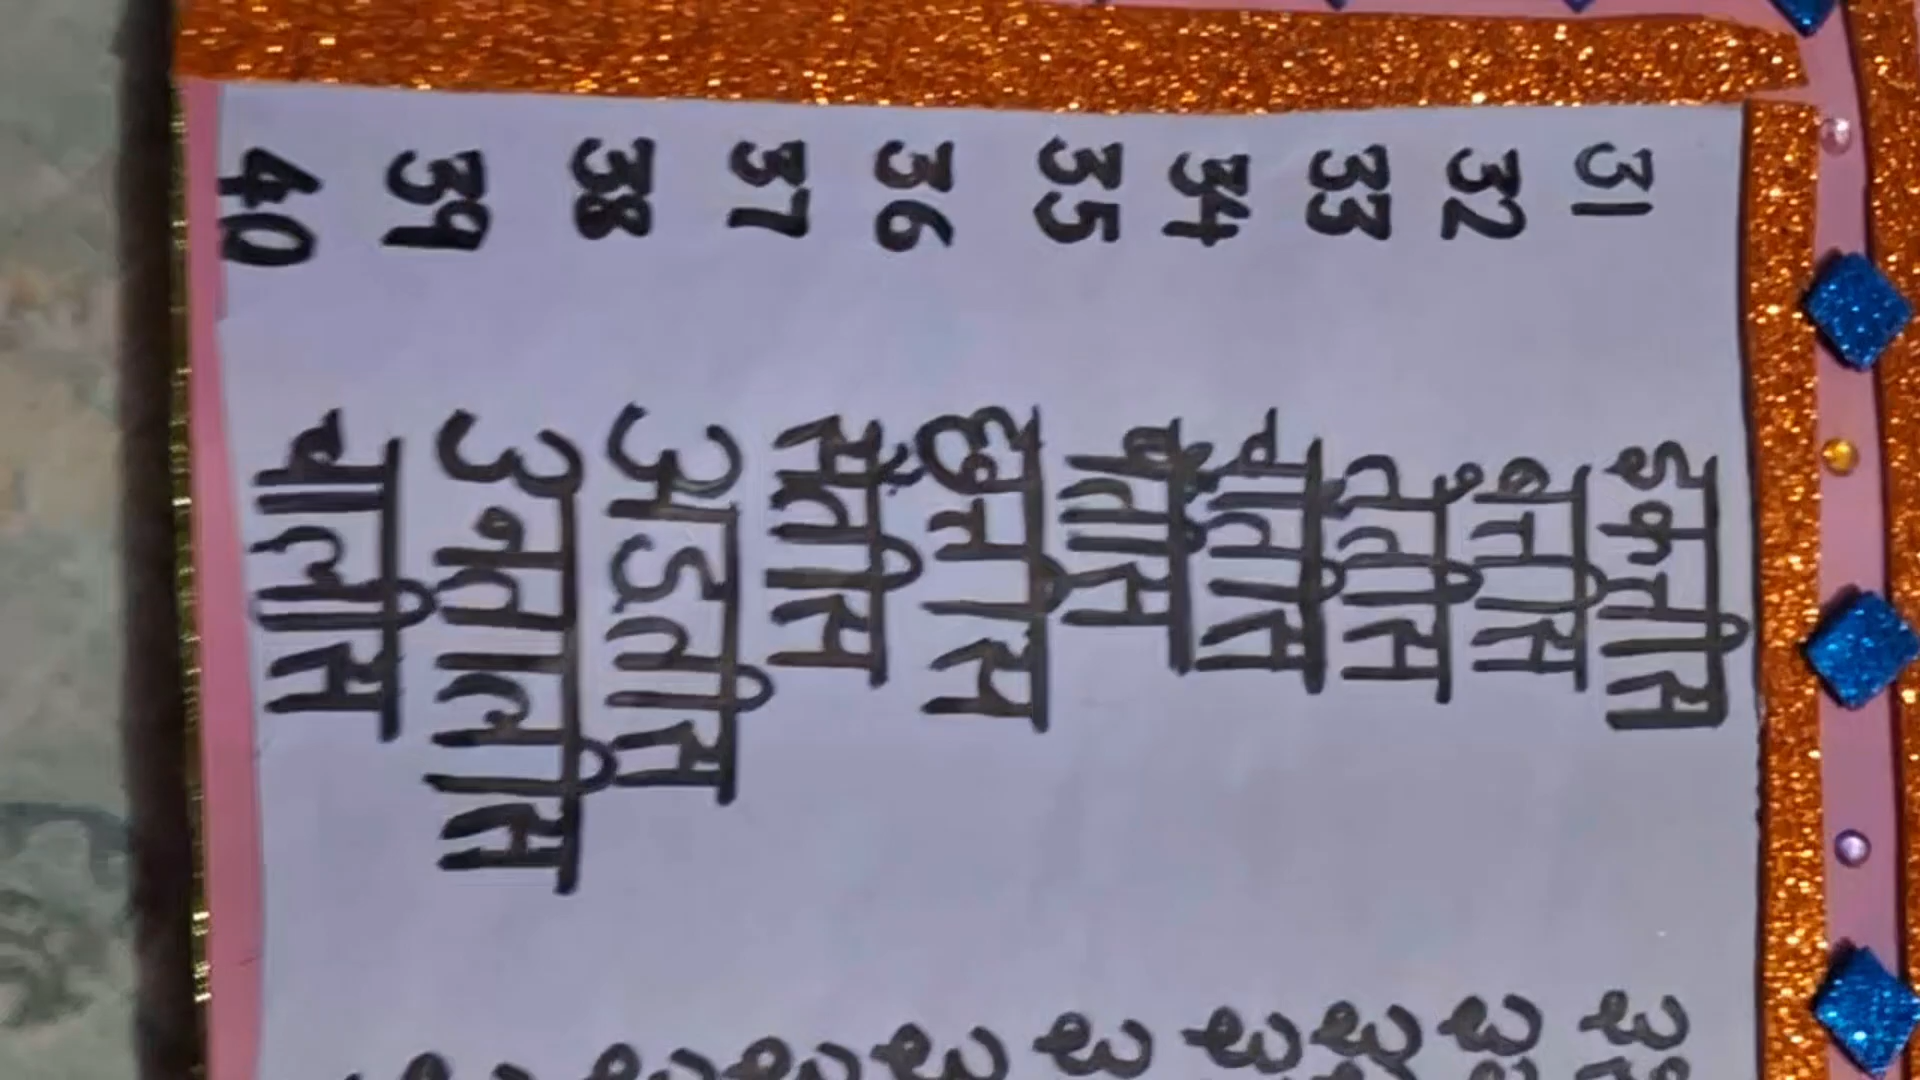 31 इकतीस
32 बत्तीस
33 तैतीस
34 चौतीस
35 पैंतीस
36 छत्तीस
37 सैंतीस
38 अडतीस
39 उनतालीस
40 चालीस